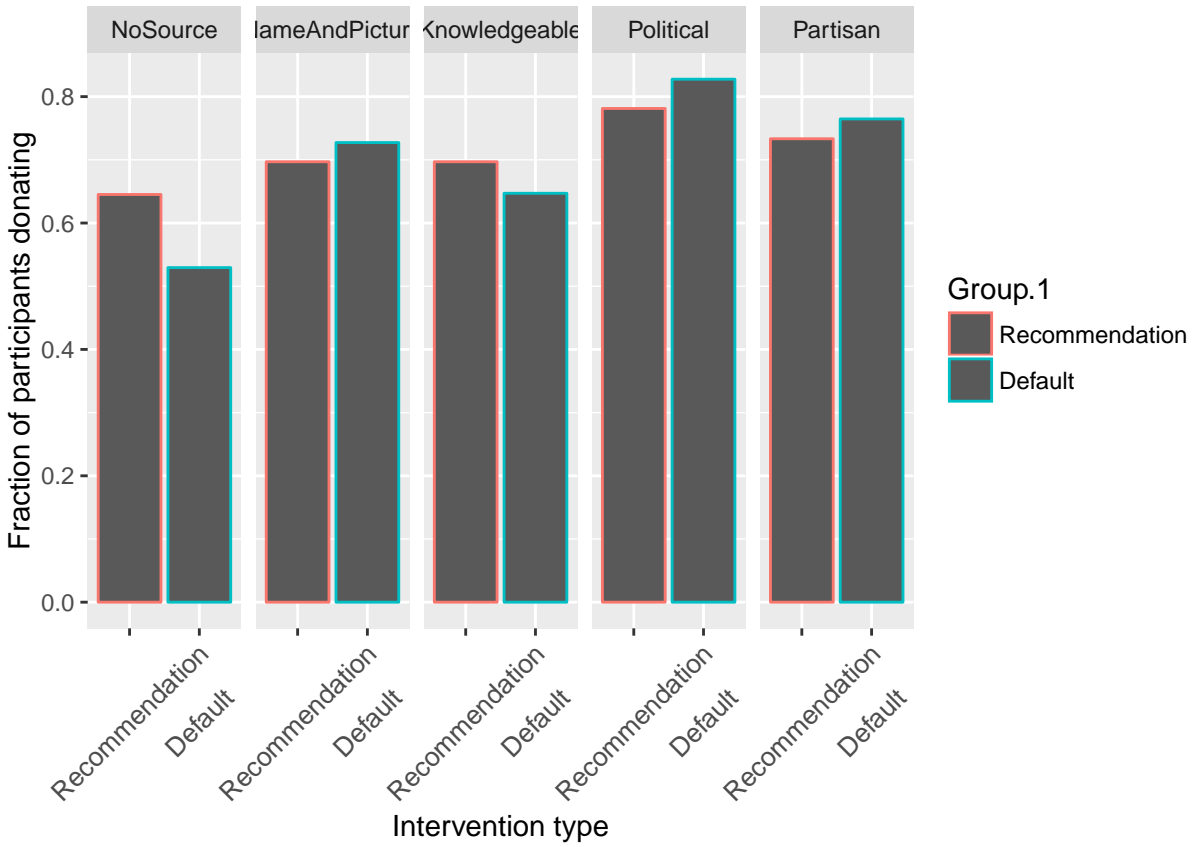 NoSource
lameAndPictur
Knowledgeable
Political
Partisan
Fraction of participants donating
0.8
0.6
0.4
0.2
0.0
Recommendation
Default
Recommendation
Default
Recommendation
Default
Recommendation
Default
Recommendation
Default
Intervention type
Group.1
Recommendation
Default